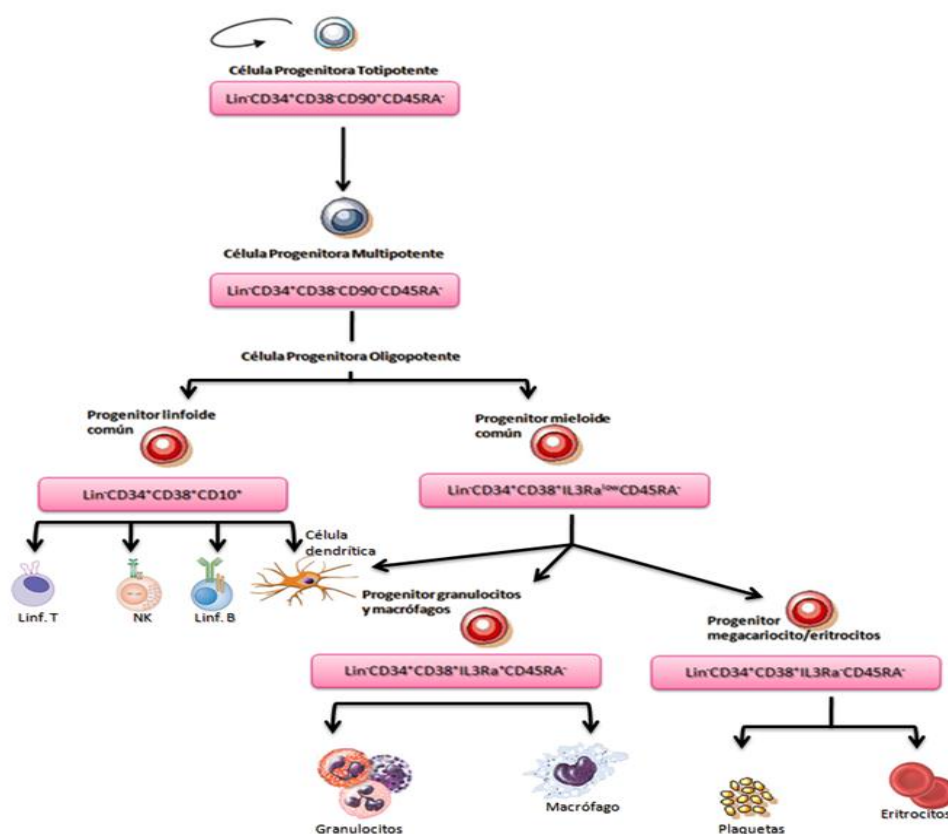 Célula Progenitora Totipotente
Lin⁻CD34⁺CD38⁻CD90⁺CD45RA⁻
Célula Progenitora Multipotente
Lin⁻CD34⁺CD38⁻CD90⁻CD45RA⁻
Célula Progenitora Oligopotente
Progenitor linfoide
común
Progenitor mieloide
común
Lin⁻CD34⁺CD38⁺CD10⁺
Lin⁻CD34⁺CD38⁺IL3RaˡᵒʷCD45RA⁻
Célula
dendrítica
Linf. T
NK
Linf. B
Progenitor granulocitos
y macrófagos
Progenitor
megacariocito/eritrocitos
Lin⁻CD34⁺CD38⁺IL3Ra⁺CD45RA⁻
Lin⁻CD34⁺CD38⁺IL3Ra⁻CD45RA⁻
Granulocitos
Macrófago
Plaquetas
Eritrocitos